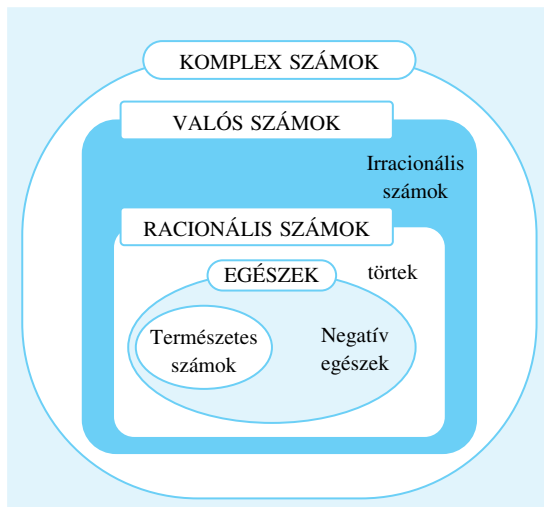 KOMPLEX SZÁMOK
VALÓS SZÁMOK
Irracionális
számok
RACIONÁLIS SZÁMOK
EGÉSZEK
törtek
Természetes
számok
Negatív
egészek